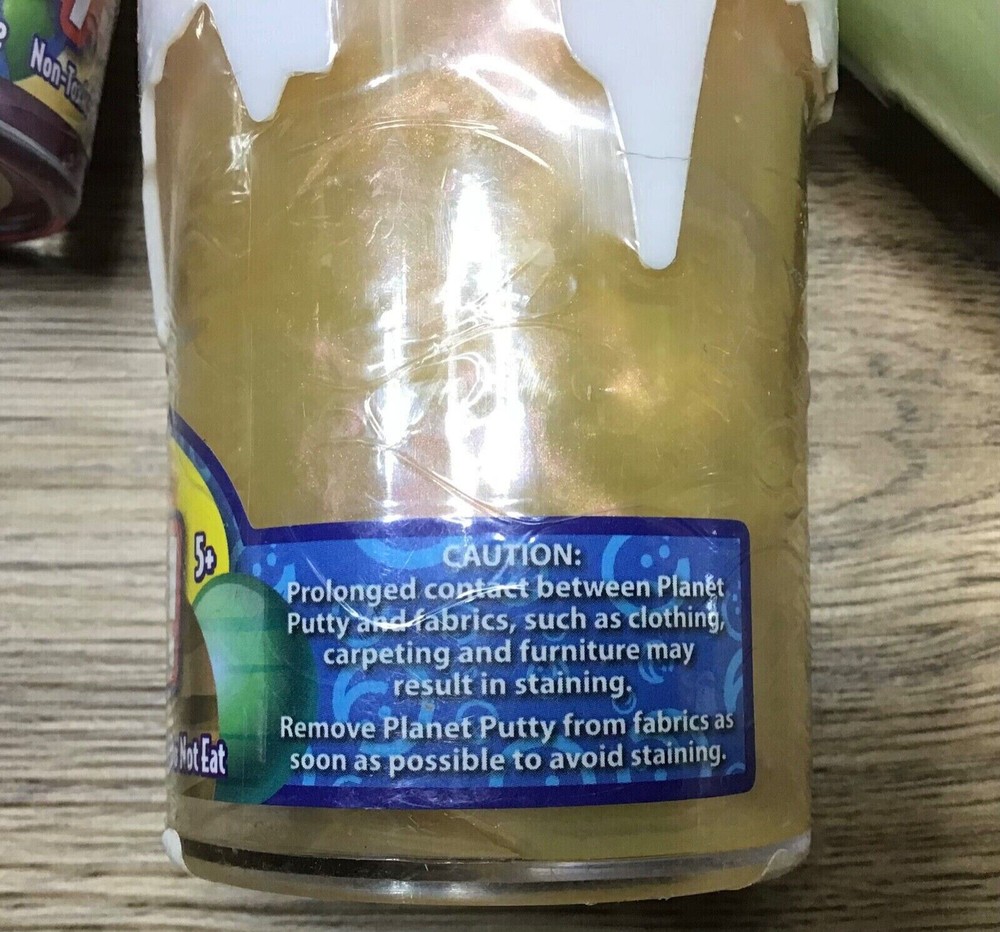 Non-Toxic
5+
CAUTION:
Prolonged contact between Planet
Putty and fabrics, such as clothing,
carpeting and furniture may
result in staining.
Remove Planet Putty from fabrics as
soon as possible to avoid staining.
Not Eat